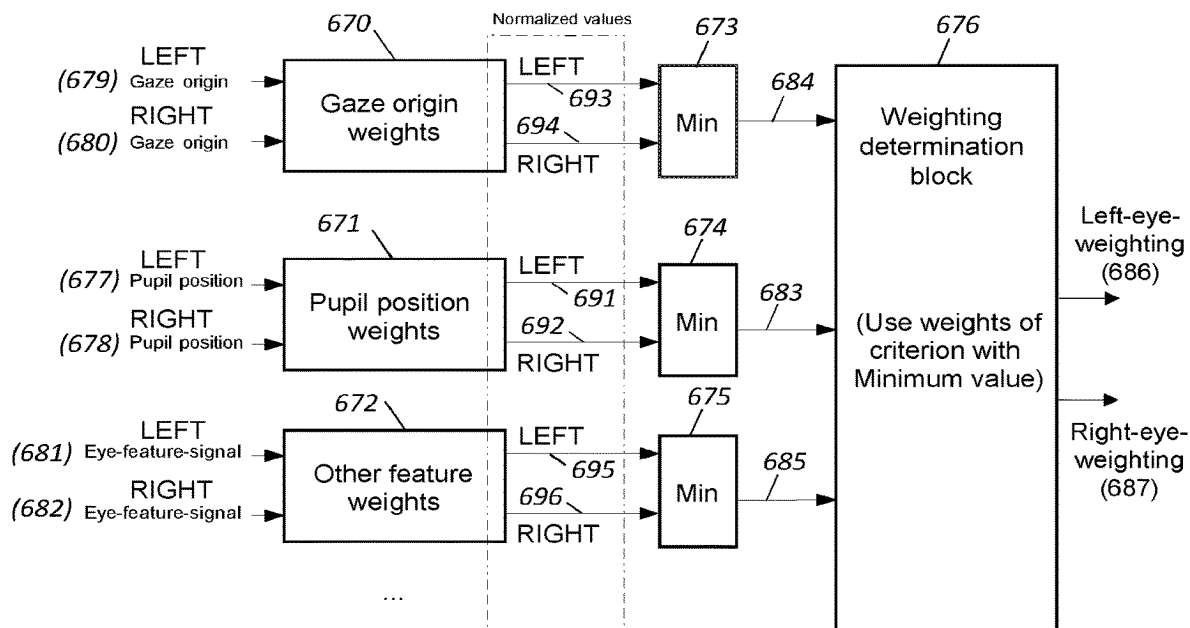 Normalized values
670
673
676
LEFT
(679) Gaze origin
RIGHT
(680) Gaze origin
Gaze origin
weights
LEFT
693
694
RIGHT
Min
684
Weighting
determination
block
671
674
LEFT
(677) Pupil position
RIGHT
(678) Pupil position
Pupil position
weights
LEFT
691
692
RIGHT
Min
683
(Use weights of
criterion with
Minimum value)
Left-eye-
weighting
(686)
672
675
LEFT
(681) Eye-feature-signal
RIGHT
(682) Eye-feature-signal
Other feature
weights
LEFT
695
696
RIGHT
Min
685
Right-eye-
weighting
(687)
...